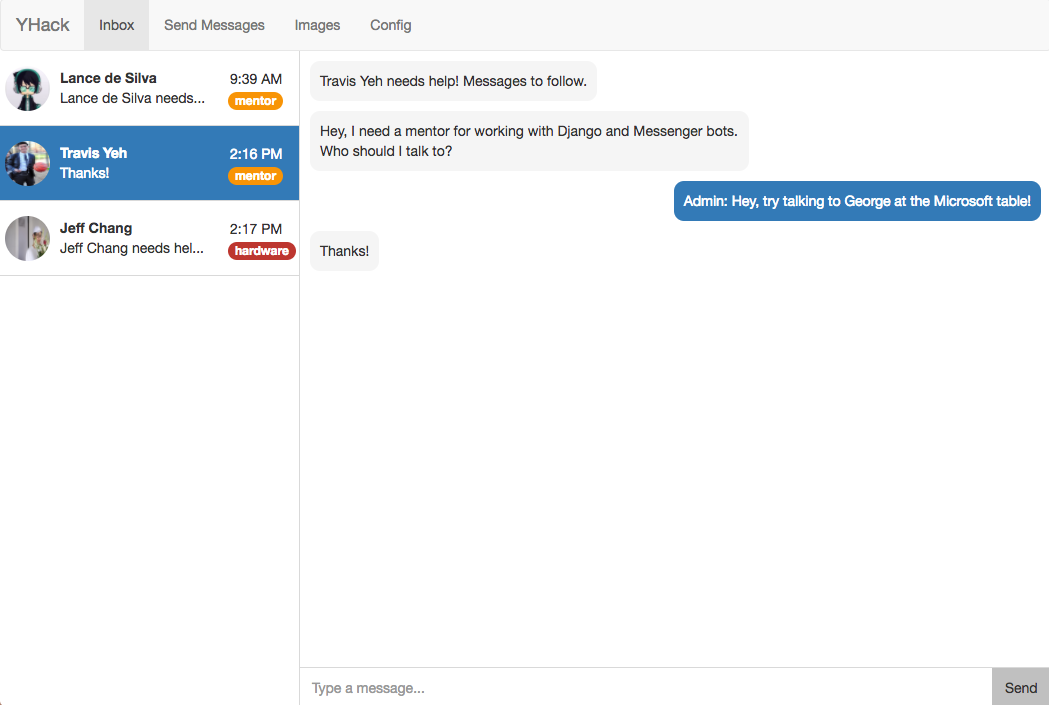 YHack Inbox Send Messages Images Config
Lance de Silva 9:39 AM
Lance de Silva needs... mentor
Travis Yeh 2:16 PM
Thanks! mentor
Jeff Chang 2:17 PM
Jeff Chang needs hel... hardware
Travis Yeh needs help! Messages to follow.
Hey, I need a mentor for working with Django and Messenger bots.
Who should I talk to?
Admin: Hey, try talking to George at the Microsoft table!
Thanks!
Type a message... Send